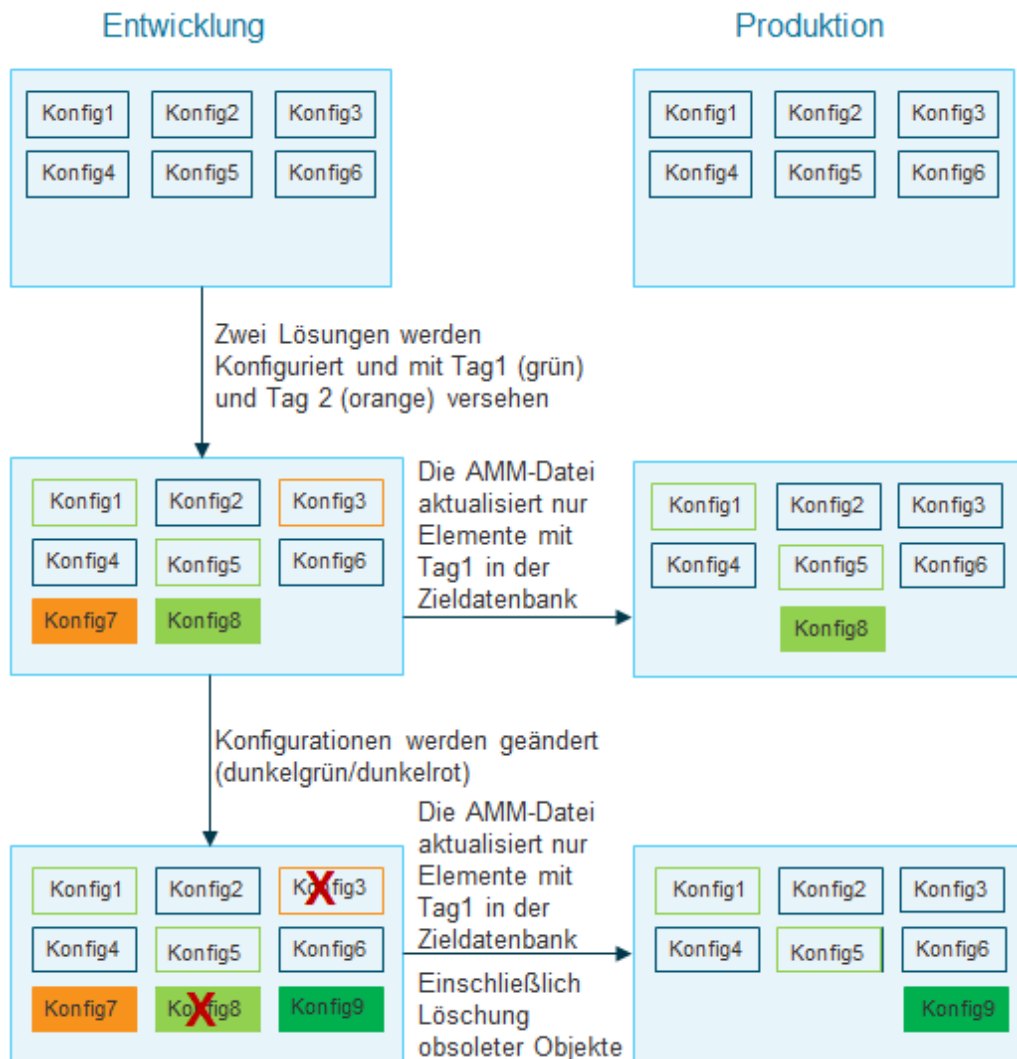 Entwicklung
Produktion
Konfig1 Konfig2 Konfig3
Konfig4 Konfig5 Konfig6
Konfig1 Konfig2 Konfig3
Konfig4 Konfig5 Konfig6
Zwei Lösungen werden
Konfiguriert und mit Tag1 (grün)
und Tag 2 (orange) versehen
Konfig1 Konfig2 Konfig3
Konfig4 Konfig5 Konfig6
Konfig7 Konfig8
Die AMM-Datei
aktualisiert nur
Elemente mit
Tag1 in der
Zieldatenbank
Konfig1 Konfig2 Konfig3
Konfig4 Konfig5 Konfig6
Konfig8
Konfigurationen werden geändert
(dunkelgrün/dunkelrot)
Konfig1 Konfig2 Konfig3
Konfig4 Konfig5 Konfig6
Konfig7 Konfig8 Konfig9
Die AMM-Datei
aktualisiert nur
Elemente mit
Tag1 in der
Zieldatenbank
Einschließlich
Löschung
obsoleter Objekte
Konfig1 Konfig2 Konfig3
Konfig4 Konfig5 Konfig6
Konfig9